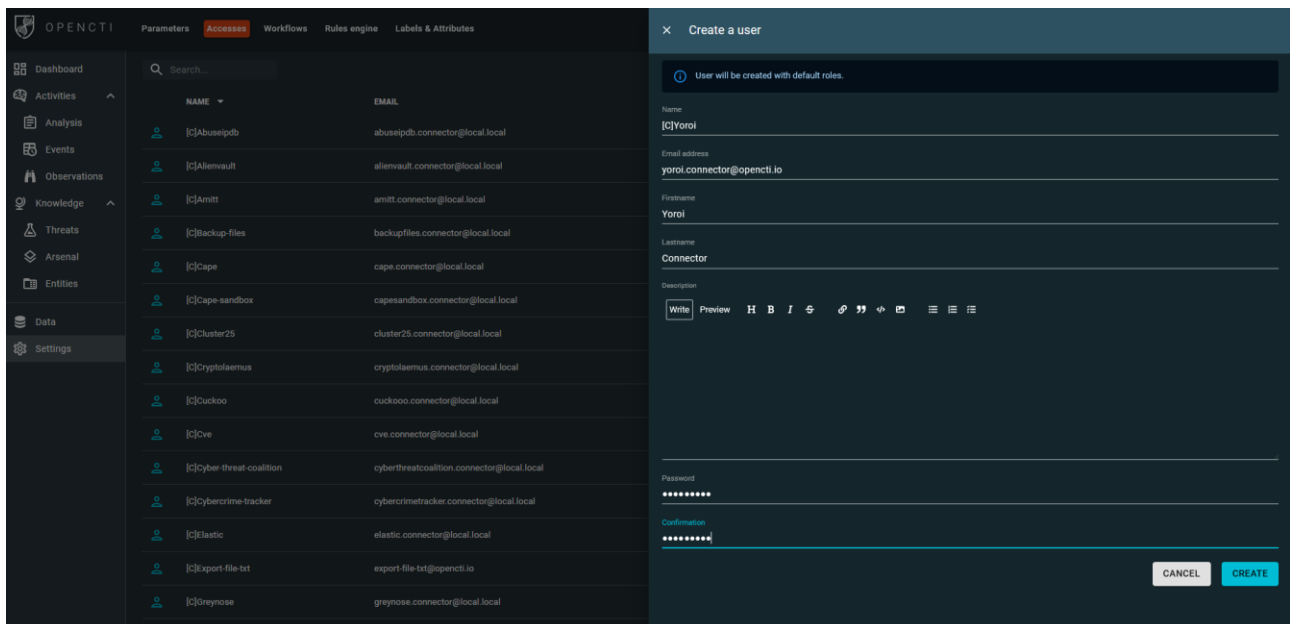 OPENCTI
Parameters Accesses Workflows Rules engine Labels & Attributes
Dashboard
Activities
Analysis
Events
Observations
Knowledge
Threats
Arsenal
Entities
Data
Settings
Search...
NAME EMAIL
[C]Abuseipdb abuseipdb.connector@local.local
[C]Alienvault alienvault.connector@local.local
[C]Amitt amitt.connector@local.local
[C]Backup-files backupfiles.connector@local.local
[C]Cape cape.connector@local.local
[C]Cape-sandbox capesandbox.connector@local.local
[C]Cluster25 cluster25.connector@local.local
[C]Cryptolaemus cryptolaemus.connector@local.local
[C]Cuckoo cuckooo.connector@local.local
[C]Cve cve.connector@local.local
[C]Cyber-threat-coalition cyberthreatcoalition.connector@local.local
[C]Cybercrime-tracker cybercrimetracker.connector@local.local
[C]Elastic elastic.connector@local.local
[C]Export-file-txt export-file-txt@opencti.io
[C]Greynose greynose.connector@local.local
Create a user
User will be created with default roles.
Name
[C]Yoroi
Email address
yoroi.connector@opencti.io
Firstname
Yoroi
Lastname
Connector
Description
Write Preview H B I S
Password
•••••••••
Confirmation
•••••••••
CANCEL CREATE